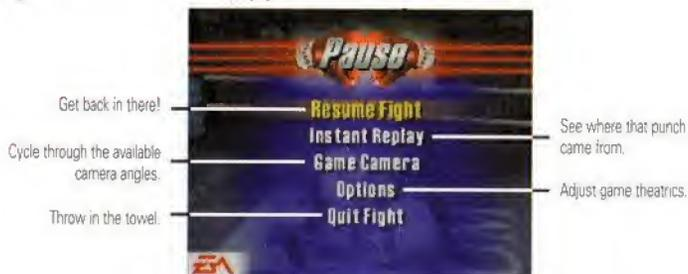 Pause
Get back in there!
Resume Fight
Instant Replay
See where that punch
came from.
Cycle through the available
camera angles.
Game Camera
Options
Adjust game theatrics.
Throw in the towel.
Quit Fight
EA